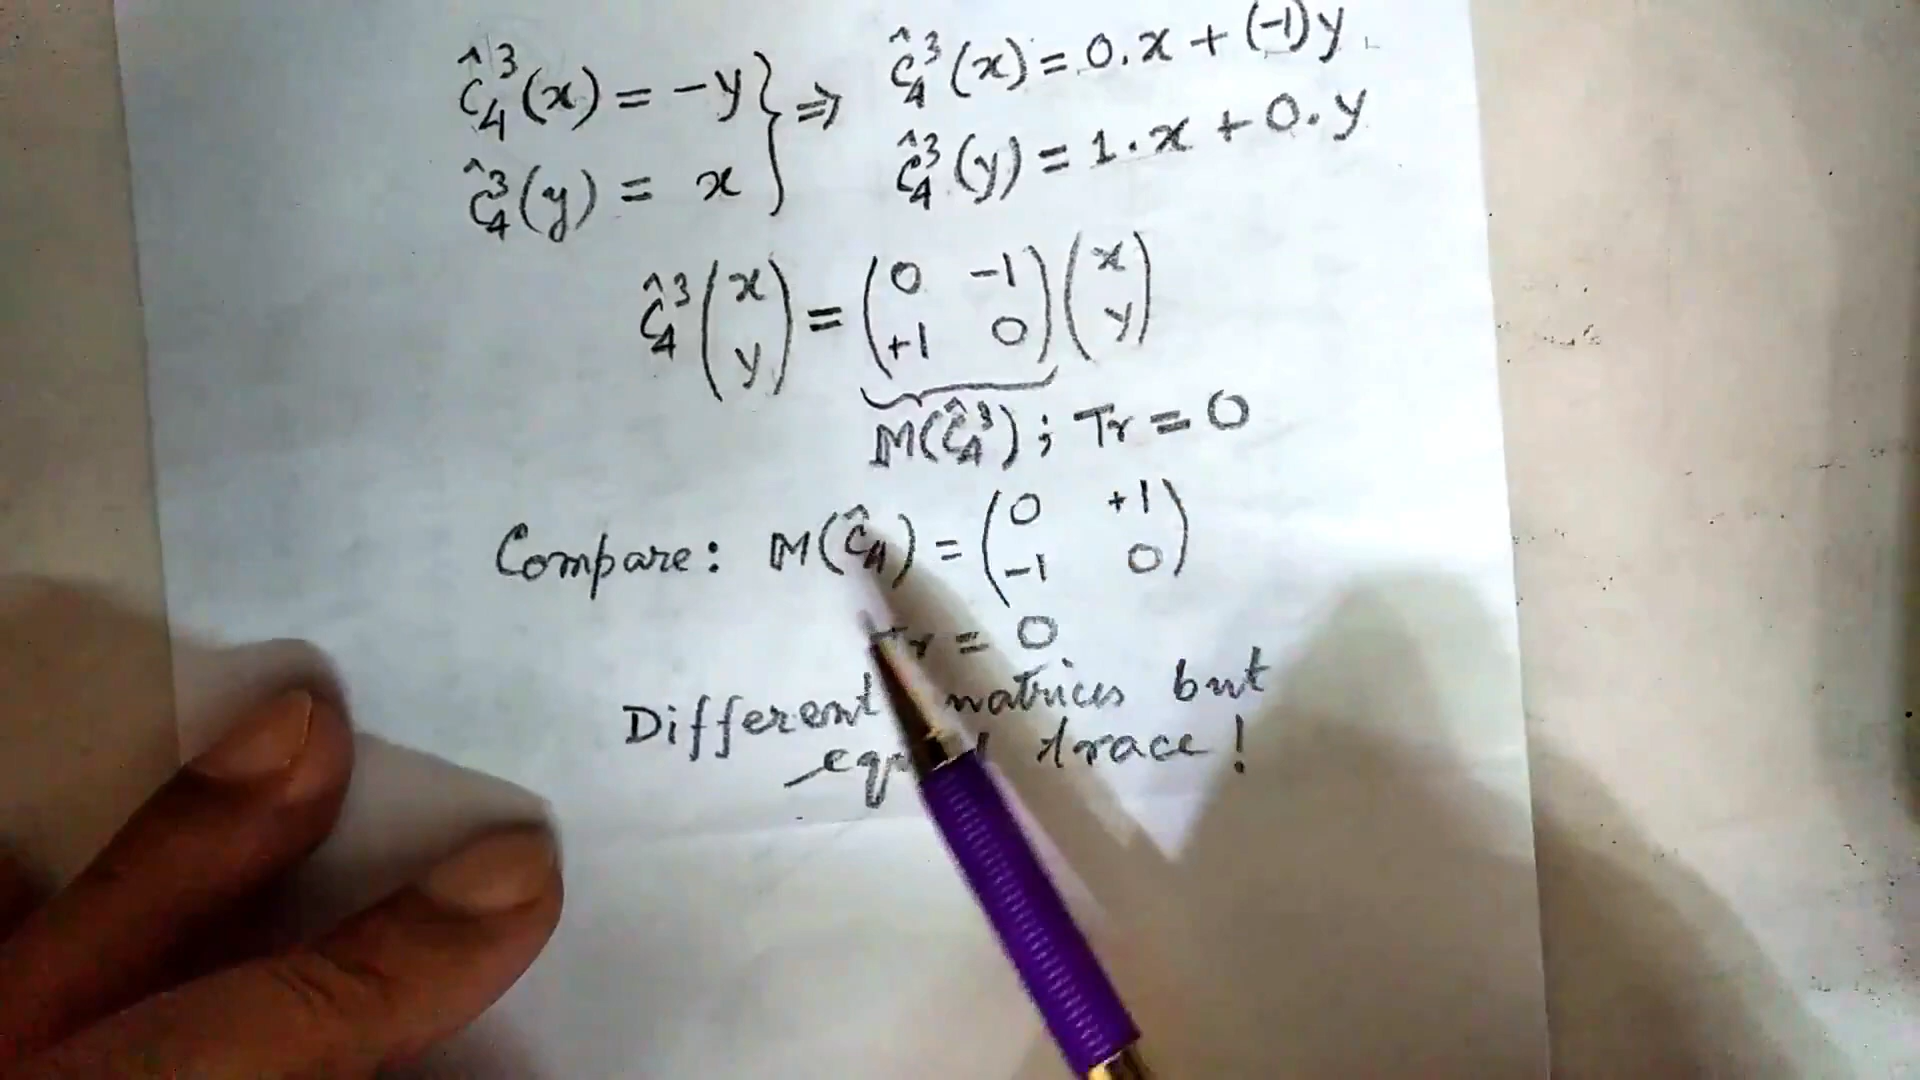 Ĉ₄³(x) = -y } ⇒ Ĉ₄³(x) = 0.x + (-1)y
Ĉ₄³(y) = x } Ĉ₄³(y) = 1.x + 0.y
Ĉ₄³ (x y) = (0 -1 +1 0) (x y)
M(Ĉ₄³) ; Tr = 0
Compare: M(Ĉ₄) = (0 +1 -1 0)
Tr = 0
Different matrices but
equal trace!